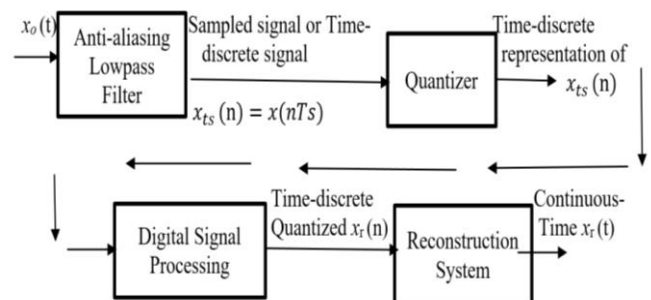 xₒ(t)
Anti-aliasing
Lowpass
Filter
Sampled signal or Time-
discrete signal
xₜₛ(n) = x(nTs)
Quantizer
Time-discrete
representation of
xₜₛ(n)
Digital Signal
Processing
Time-discrete
Quantized xᵣ(n)
Reconstruction
System
Continuous-
Time xᵣ(t)